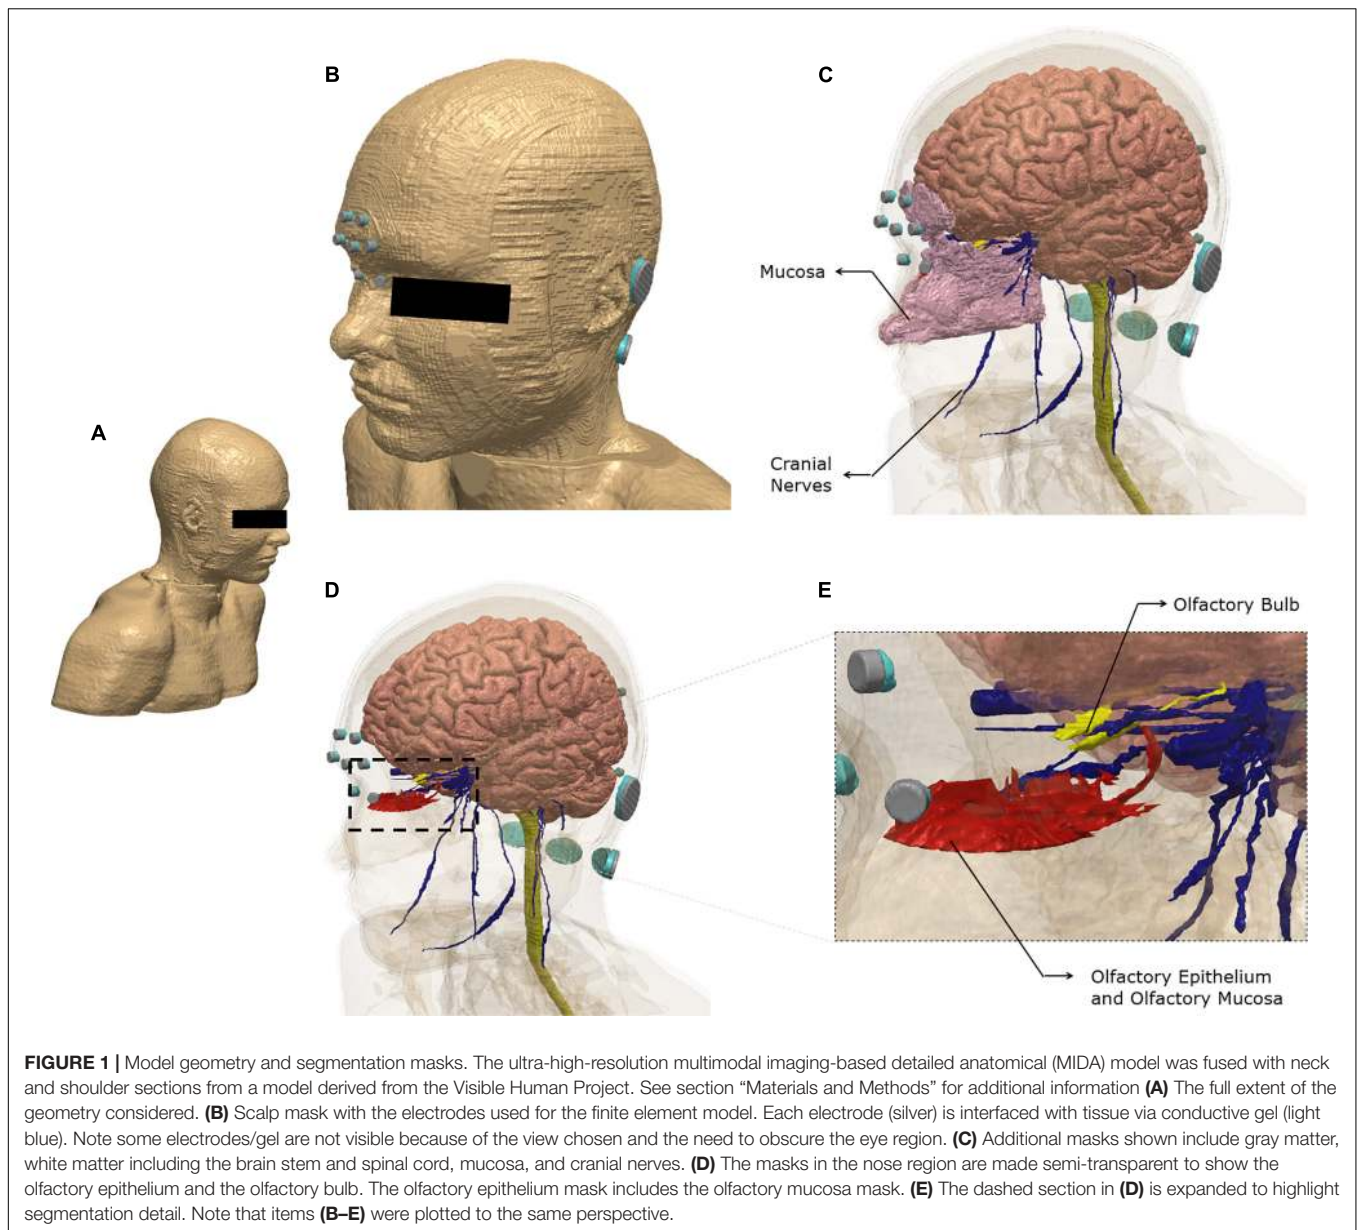 B
C
Mucosa
A
Cranial
Nerves
D
E
Olfactory Bulb
Olfactory Epithelium
and Olfactory Mucosa
FIGURE 1 | Model geometry and segmentation masks. The ultra-high-resolution multimodal imaging-based detailed anatomical (MIDA) model was fused with neck
and shoulder sections from a model derived from the Visible Human Project. See section “Materials and Methods” for additional information (A) The full extent of the
geometry considered. (B) Scalp mask with the electrodes used for the finite element model. Each electrode (silver) is interfaced with tissue via conductive gel (light
blue). Note some electrodes/gel are not visible because of the view chosen and the need to obscure the eye region. (C) Additional masks shown include gray matter,
white matter including the brain stem and spinal cord, mucosa, and cranial nerves. (D) The masks in the nose region are made semi-transparent to show the
olfactory epithelium and the olfactory bulb. The olfactory epithelium mask includes the olfactory mucosa mask. (E) The dashed section in (D) is expanded to highlight
segmentation detail. Note that items (B–E) were plotted to the same perspective.